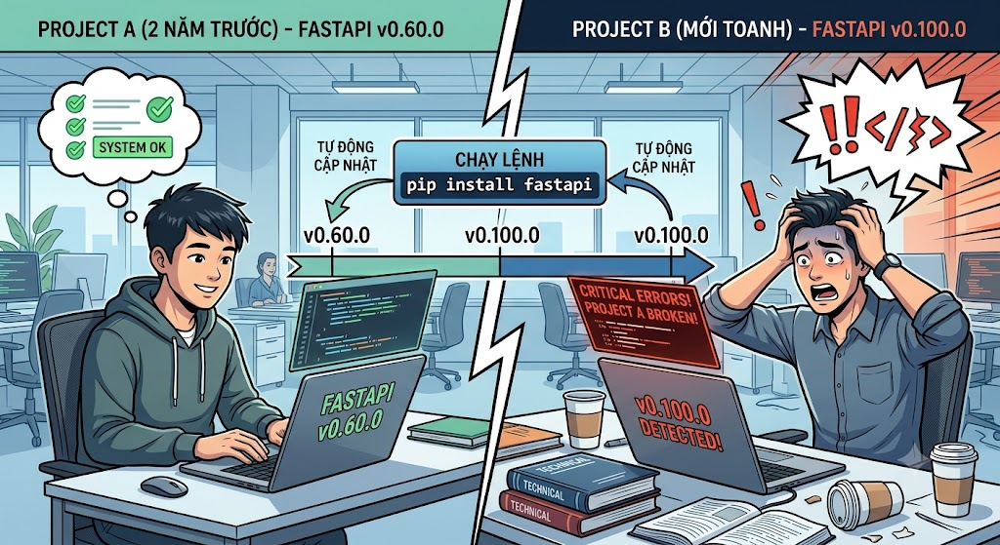 PROJECT A (2 NĂM TRƯỚC) - FASTAPI v0.60.0
PROJECT B (MỚI TOANH) - FASTAPI v0.100.0
SYSTEM OK
!!</>
TỰ ĐỘNG
CẬP NHẬT
CHẠY LỆNH
pip install fastapi
TỰ ĐỘNG
CẬP NHẬT
!
v0.60.0
v0.100.0
v0.100.0
CRITICAL ERRORS!
PROJECT A BROKEN!
FASTAPI
v0.60.0
v0.100.0
DETECTED!
TECHNICAL
TECHNICAL